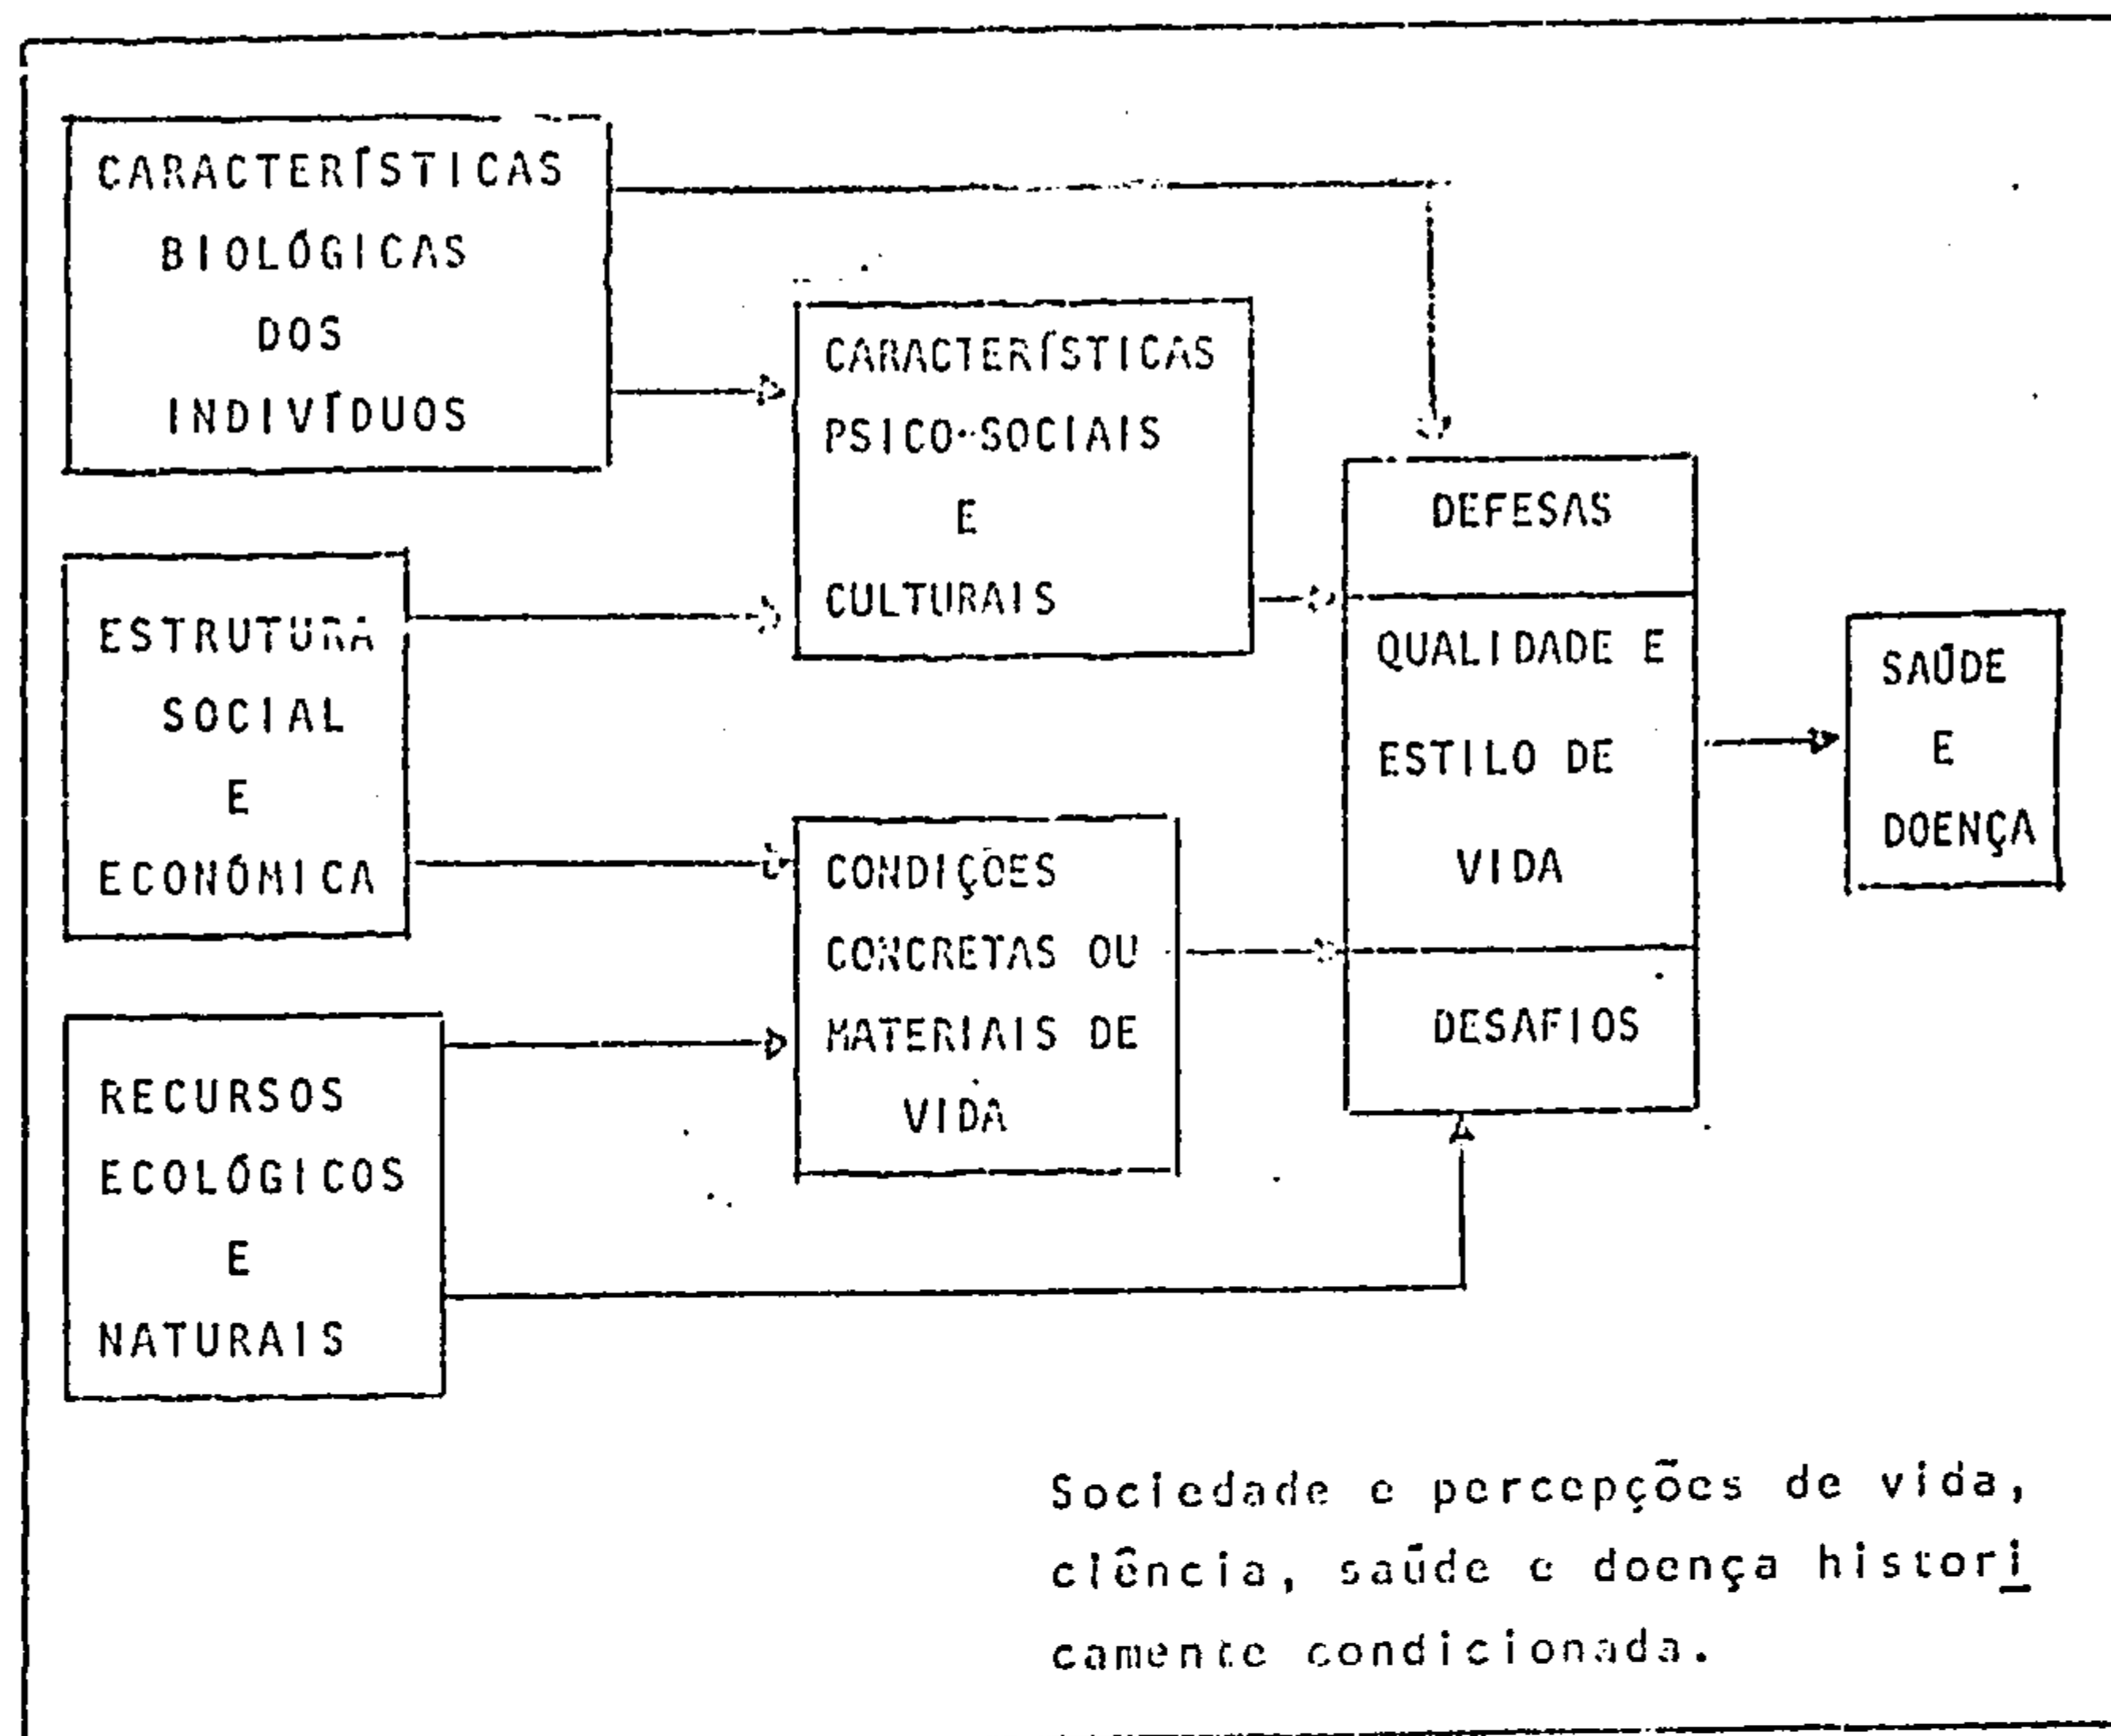 CARACTERÍSTICAS
BIOLÓGICAS
DOS
INDIVÍDUOS
CARACTERÍSTICAS
PSICO-SOCIAIS
E
CULTURAIS
ESTRUTURA
SOCIAL
E
ECONÔMICA
CONDIÇÕES
CONCRETAS OU
MATERIAIS DE
VIDA
RECURSOS
ECOLÓGICOS
E
NATURAIS
DEFESAS
QUALIDADE E
ESTILO DE
VIDA
DESAFIOS
SAÚDE
E
DOENÇA
Sociedade e percepções de vida,
ciência, saúde e doença histori
camente condicionada.